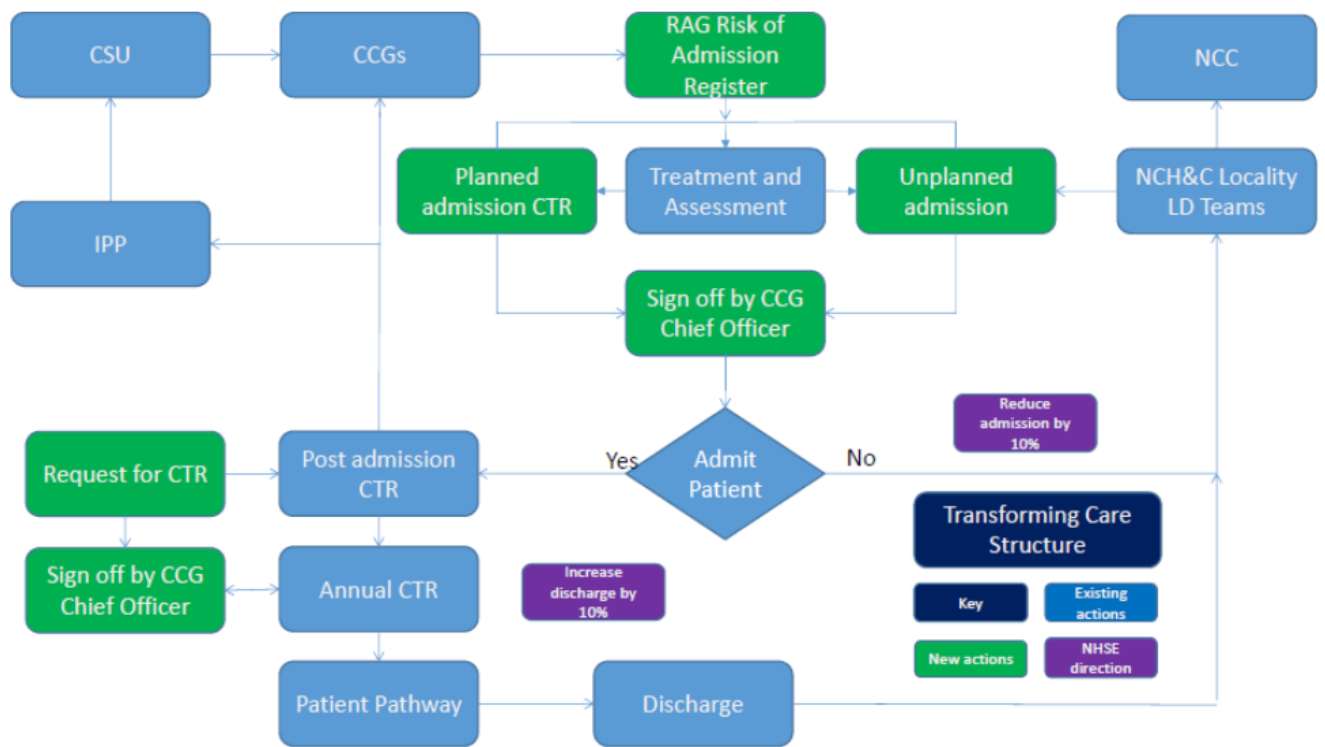 CSU
CCGs
RAG Risk of
Admission
Register
NCC
Planned
admission CTR
Treatment and
Assessment
Unplanned
admission
NCH&C Locality
LD Teams
IPP
Sign off by CCG
Chief Officer
Reduce
admission by
10%
Request for CTR
Post admission
CTR
Yes
Admit
Patient
No
Transforming Care
Structure
Sign off by CCG
Chief Officer
Annual CTR
Increase
discharge by
10%
Key
Existing
actions
New actions
NHSE
direction
Patient Pathway
Discharge